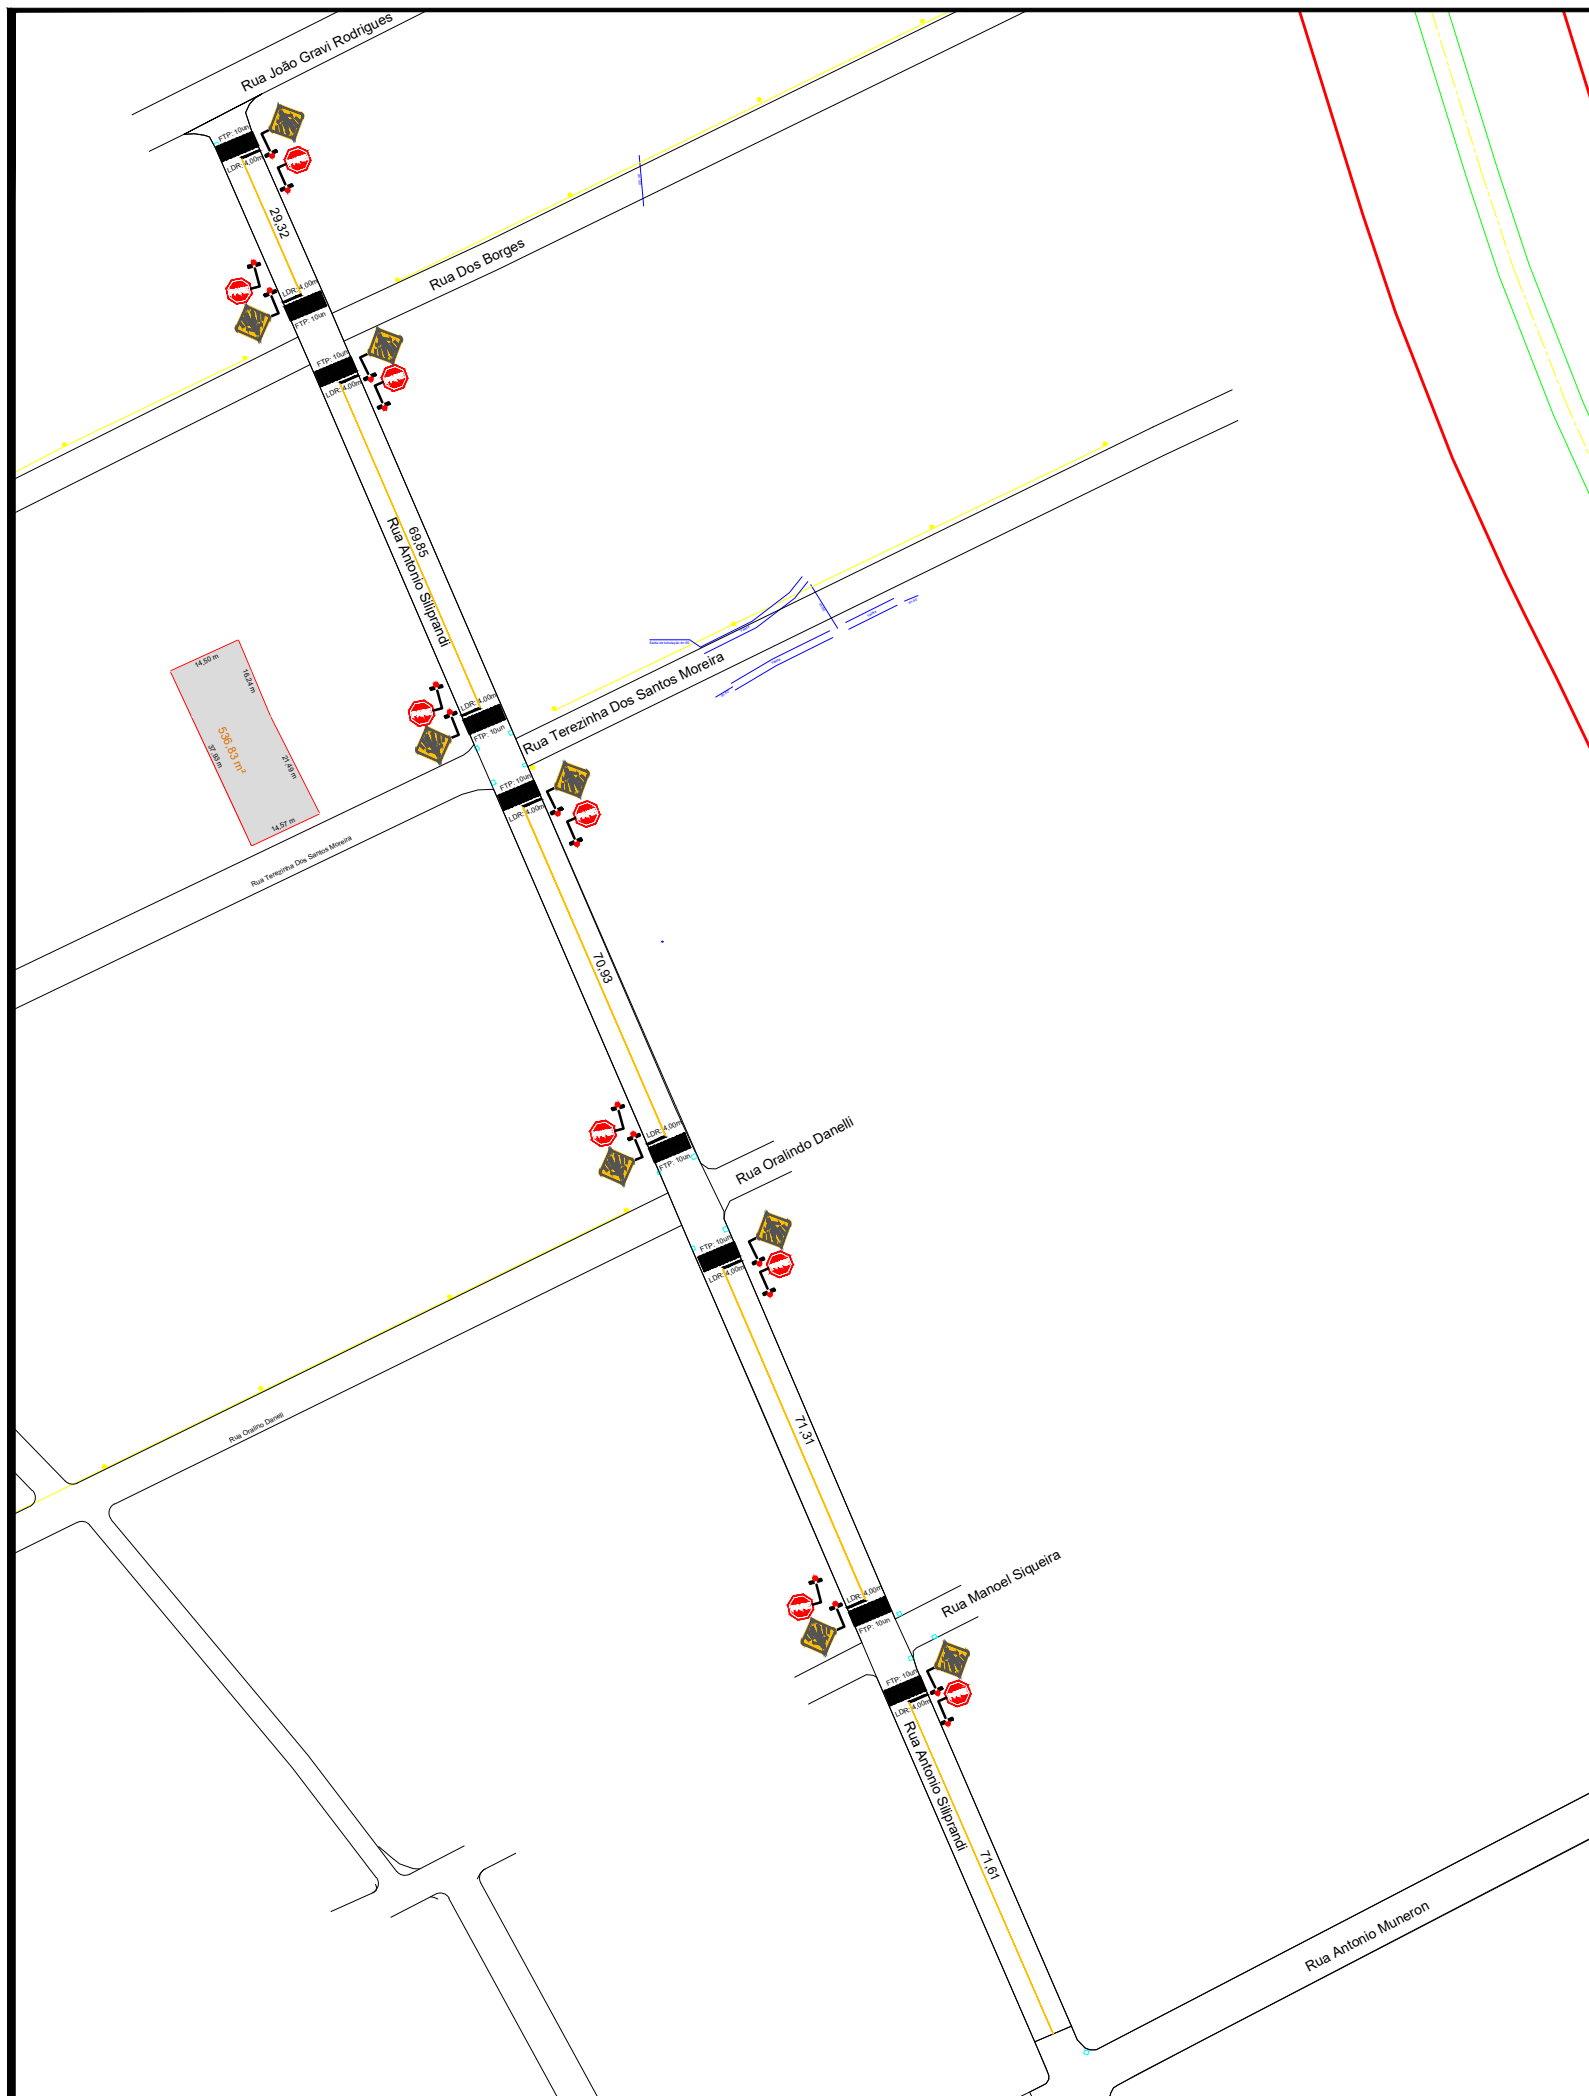 Rua João Gravi Rodrigues
FTP: 10un
LDR: 4,00m
29,32
Rua Dos Borges
LDR: 4,00m
FTP: 10un
FTP: 10un
LDR: 4,00m
69,85
Rua Antonio Siliprandi
14,50 m
16,24 m
536,83 m²
37,93 m
21,49 m
14,57 m
LDR: 4,00m
FTP: 10un
Rua Terezinha Dos Santos Moreira
FTP: 10un
LDR: 4,00m
Rua Terezinha Dos Santos Moreira
70,93
LDR: 4,00m
FTP: 10un
Rua Oralindo Danelli
FTP: 10un
LDR: 4,00m
Rua Oralino Daneli
71,31
Rua Manoel Siqueira
LDR: 4,00m
FTP: 10un
FTP: 10un
LDR: 4,00m
Rua Antonio Siliprandi
71,61
Rua Antonio Muneron